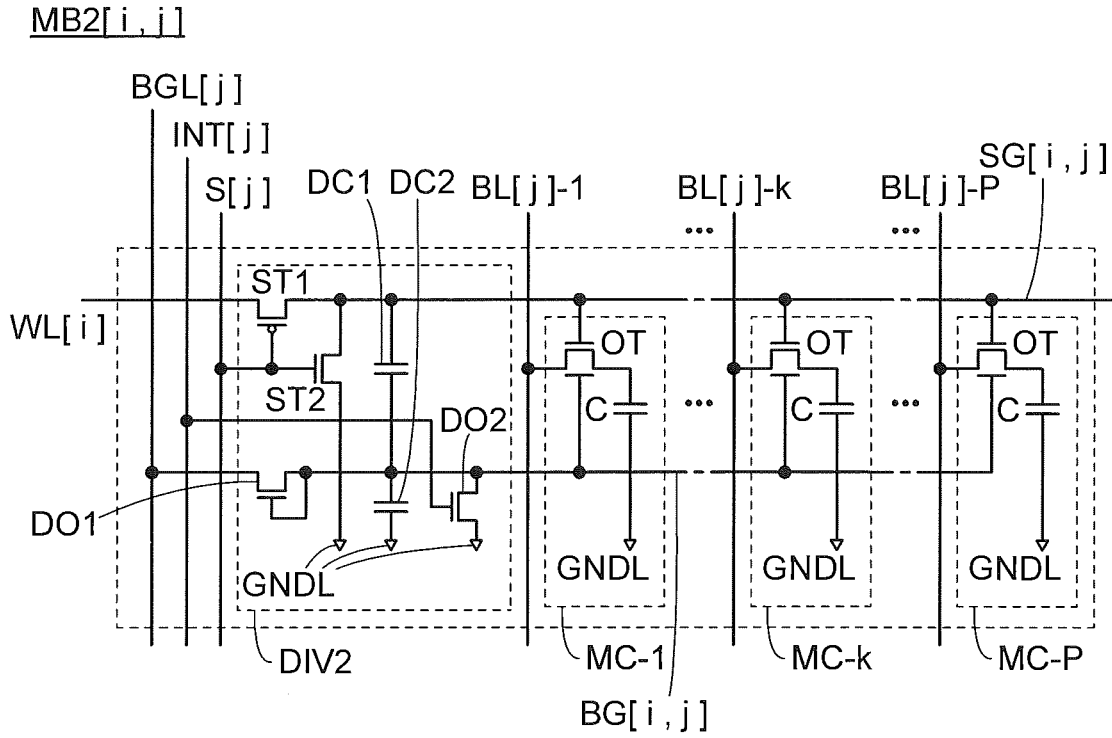 MB2[i,j]
BGL[j]
INT[j]
S[j]
DC1
DC2
BL[j]-1
BL[j]-k
BL[j]-P
SG[i,j]
...
...
ST1
WL[i]
OT
OT
OT
ST2
C
C
C
...
...
DO2
DO1
GNDL
GNDL
GNDL
GNDL
DIV2
MC-1
MC-k
MC-P
BG[i,j]